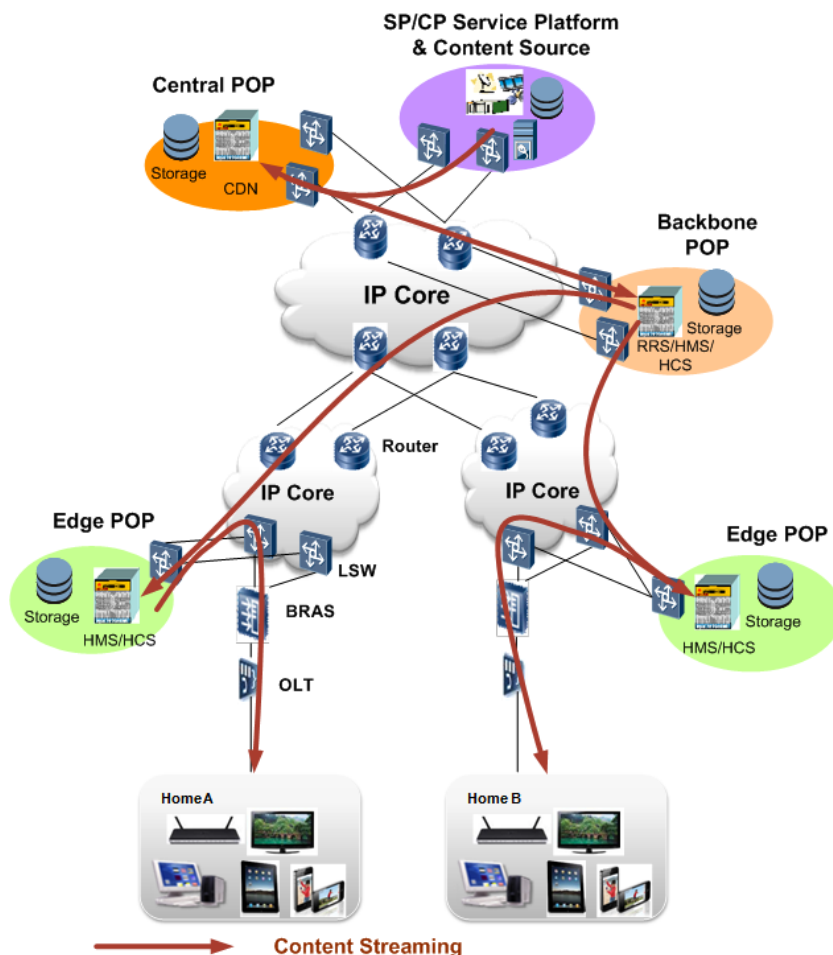 SP/CP Service Platform
& Content Source
Central POP
Storage
CDN
Backbone
POP
IP Core
Storage
RRS/HMS/
HCS
Router
IP Core
IP Core
Edge POP
Edge POP
LSW
Storage
BRAS
HMS/HCS
Storage
HMS/HCS
OLT
HomeA
Home B
Content Streaming